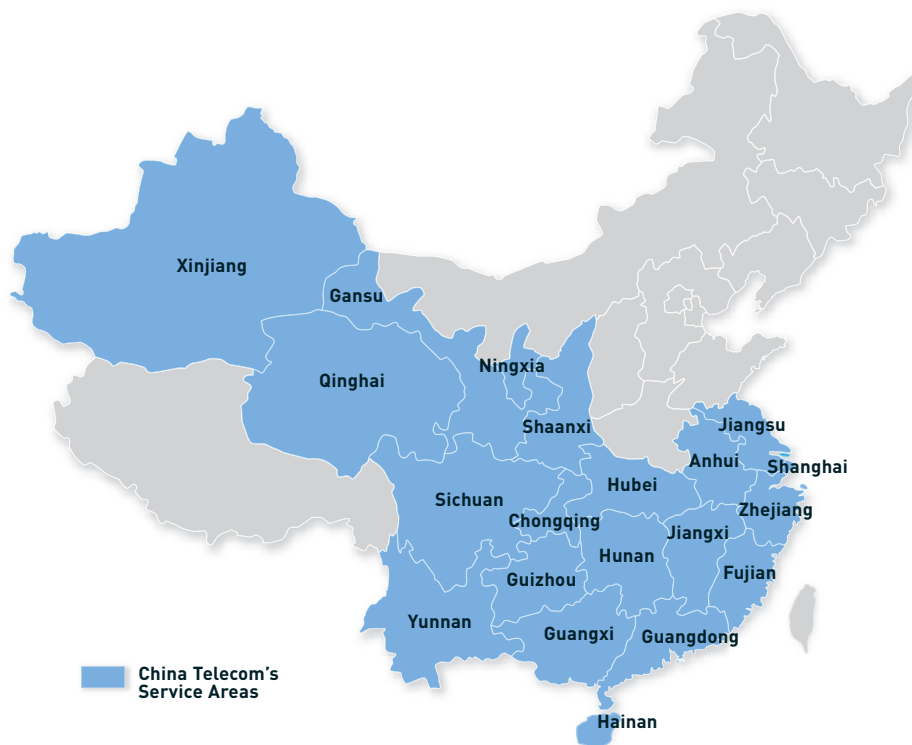 Xinjiang
Gansu
Ningxia
Qinghai
Shaanxi
Jiangsu
Anhui
Shanghai
Hubei
Sichuan
Zhejiang
Chongqing
Jiangxi
Hunan
Fujian
Guizhou
Yunnan
Guangxi
Guangdong
China Telecom's
Service Areas
Hainan